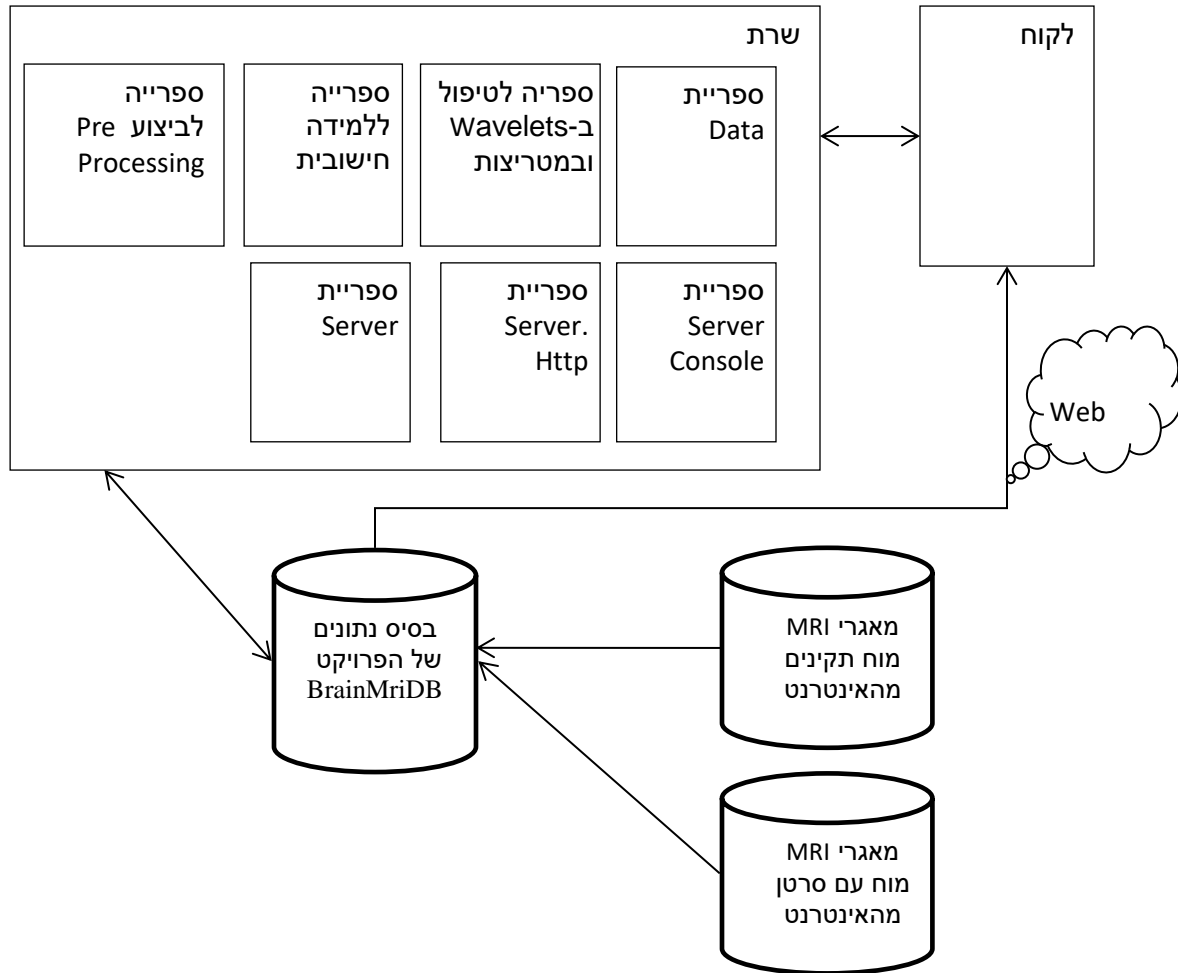 שרת
לקוח
ספריית
Data
ספריה לטיפול
ב-Wavelets
ובמטריצות
ספרייה
ללמידה
חישובית
ספרייה
לביצוע Pre
Processing
ספריית
Server
Console
ספריית
Server.
Http
ספריית
Server
Web
בסיס נתונים
של הפרויקט
BrainMriDB
מאגרי MRI
מוח תקינים
מהאינטרנט
מאגרי MRI
מוח עם סרטן
מהאינטרנט